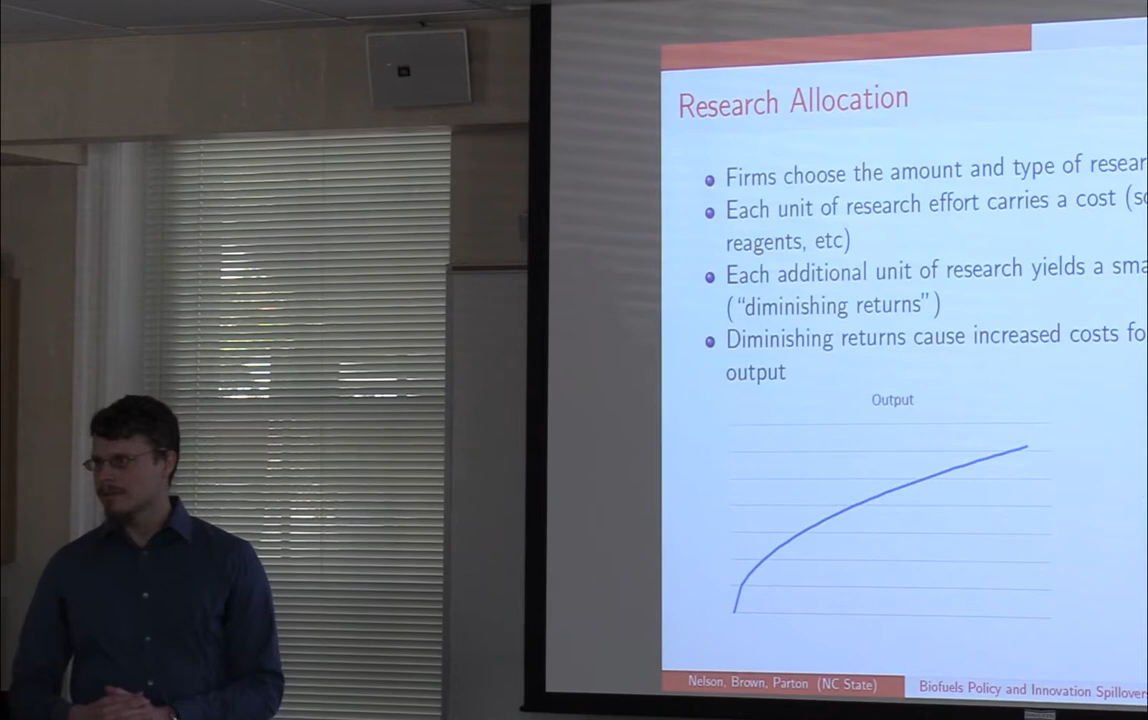 Research Allocation
Firms choose the amount and type of resear
Each unit of research effort carries a cost (sc
reagents, etc)
Each additional unit of research yields a sma
("diminishing returns")
Diminishing returns cause increased costs fo
output
Output
Nelson, Brown, Parton (NC State)
Biofuels Policy and Innovation Spillover